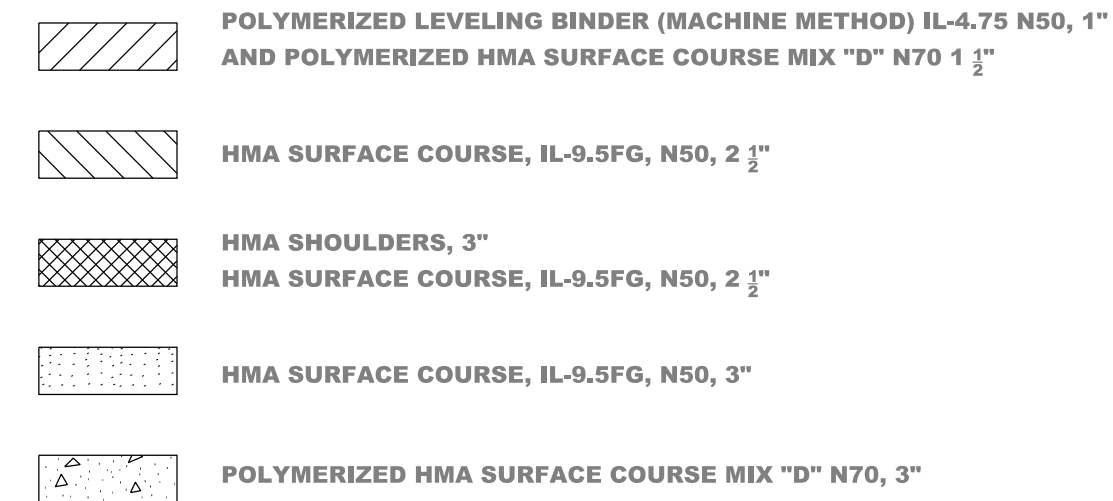 POLYMERIZED LEVELING BINDER (MACHINE METHOD) IL-4.75 N50, 1"
AND POLYMERIZED HMA SURFACE COURSE MIX "D" N70 1 1/2"
HMA SURFACE COURSE, IL-9.5FG, N50, 2 1/2"
HMA SHOULDERS, 3"
HMA SURFACE COURSE, IL-9.5FG, N50, 2 1/2"
HMA SURFACE COURSE, IL-9.5FG, N50, 3"
POLYMERIZED HMA SURFACE COURSE MIX "D" N70, 3"